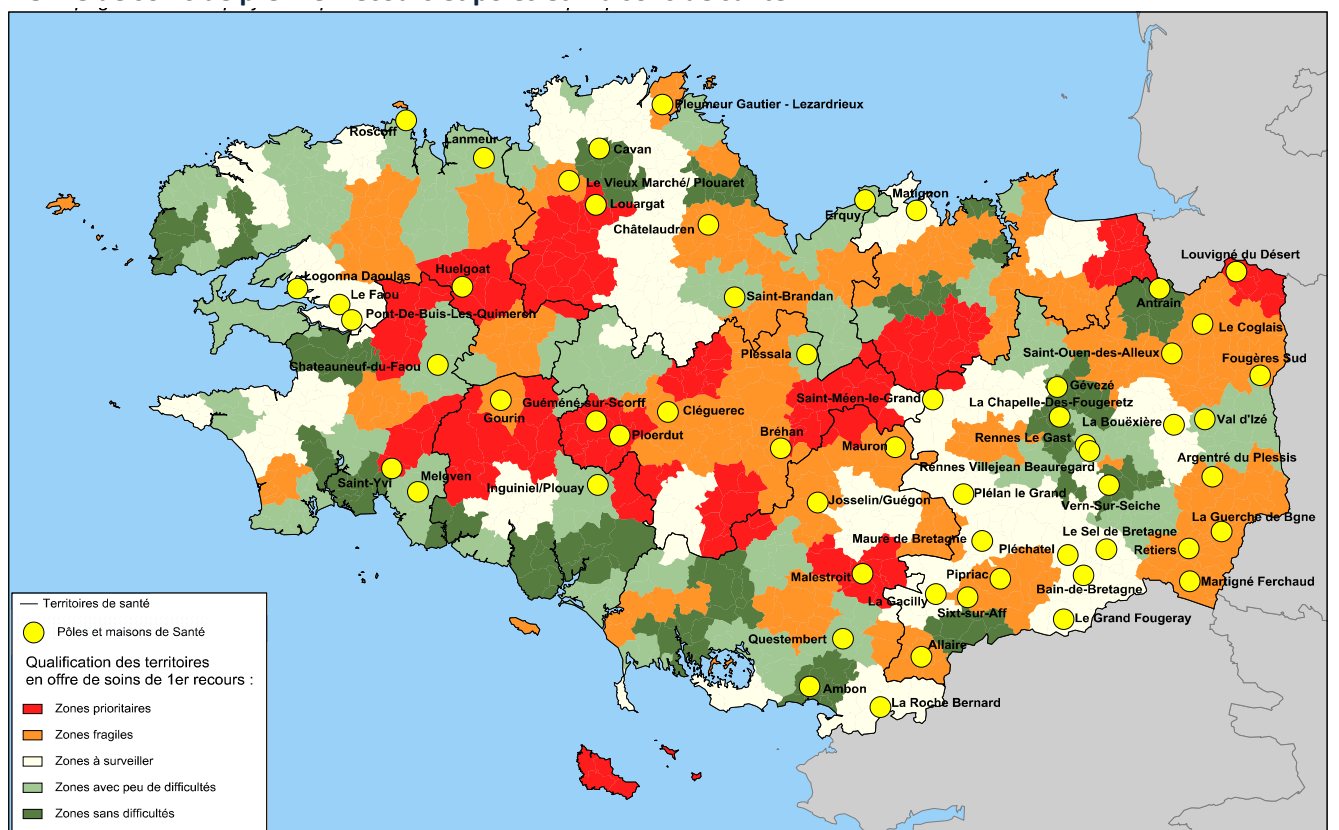 Pleumeur Gautier - Lezardrieux
Roscoff
Lanmeur
Cavan
Le Vieux Marché/ Plouaret
Louargat
Châtelaudren
Erquy
Matignon
Huelgoat
Logonna Daoulas
Le Faou
Pont-De-Buis-Les-Quimerch
Saint-Brandan
Louvigné du Désert
Antrain
Le Coglais
Plessala
Saint-Ouen-des-Alleux
Fougères Sud
Chateauneuf-du-Faou
Gévezé
Saint-Méen-le-Grand
La Chapelle-Des-Fougeretz
Gourin
Guéméné-sur-Scorff
Cléguerec
La Bouëxière
Val d'Izé
Ploerdut
Bréhan
Mauron
Rennes Le Gast
Rennes Villejean Beauregard
Argentré du Plessis
Saint-Yvi
Melgven
Inguiniel/Plouay
Josselin/Guégon
Plélan le Grand
Vern-Sur-Seiche
La Guerche de Bgne
Maure de Bretagne
Le Sel de Bretagne
Pléchatel
Retiers
Malestroit
Pipriac
Bain-de-Bretagne
Martigné Ferchaud
La Gacilly
Sixt-sur-Aff
Le Grand Fougeray
Questembert
Allaire
Ambon
La Roche Bernard
Territoires de santé
Pôles et maisons de Santé
Qualification des territoires
en offre de soins de 1er recours :
Zones prioritaires
Zones fragiles
Zones à surveiller
Zones avec peu de difficultés
Zones sans difficultés